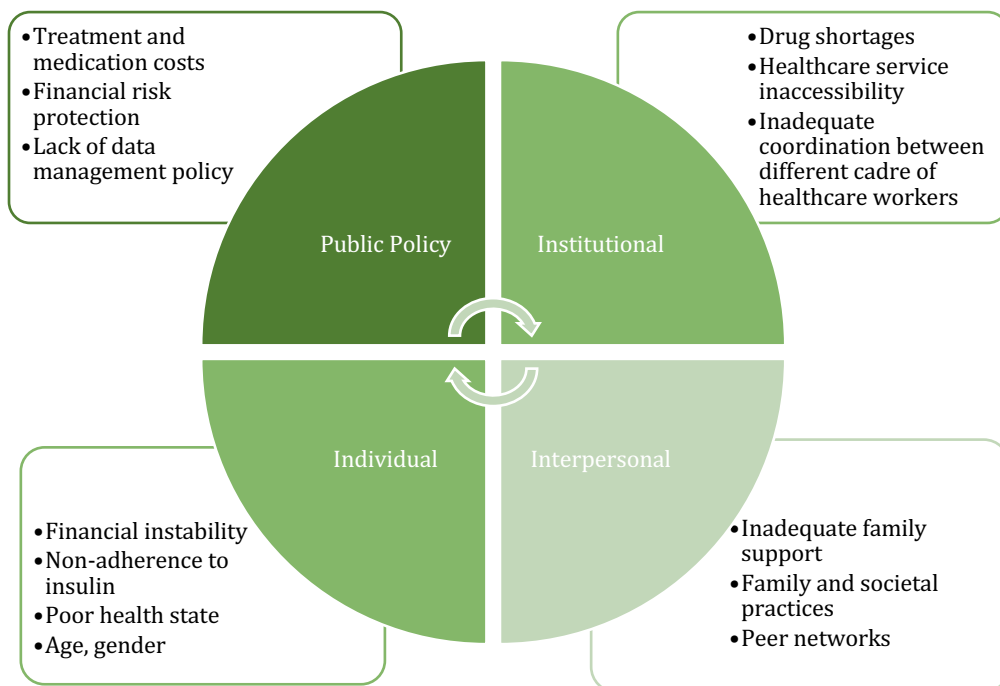 •Treatment and
medication costs
•Financial risk
protection
•Lack of data
management policy
•Drug shortages
•Healthcare service
inaccessibility
•Inadequate
coordination between
different cadre of
healthcare workers
Public Policy
Institutional
Individual
Interpersonal
•Financial instability
•Non-adherence to
insulin
•Poor health state
•Age, gender
•Inadequate family
support
•Family and societal
practices
•Peer networks